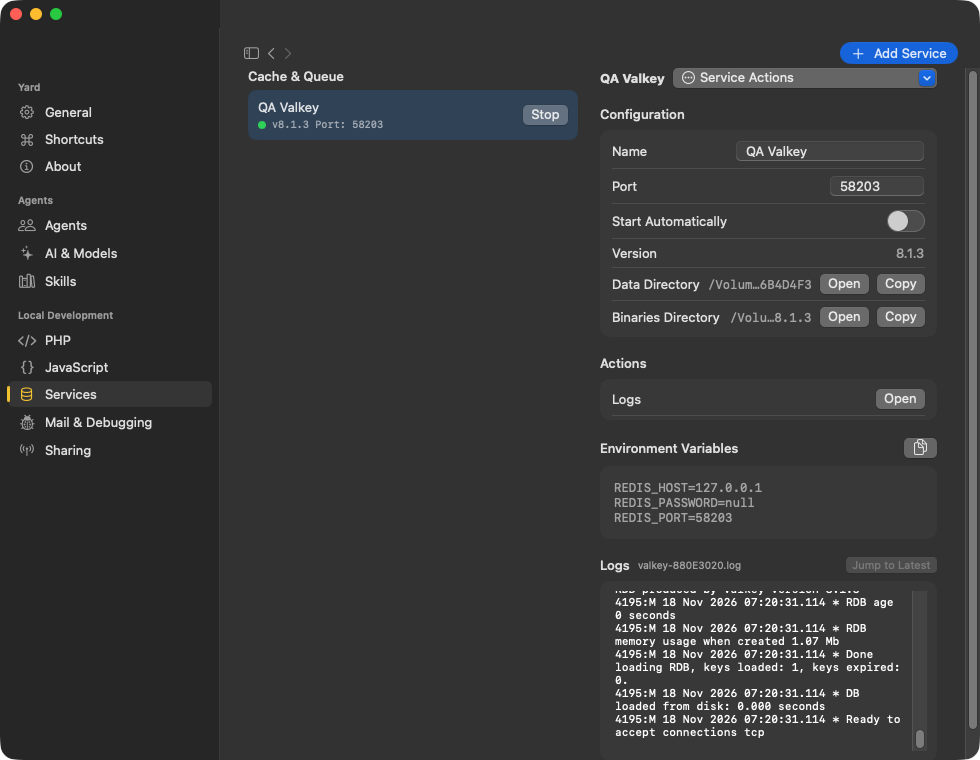 Yard
General
Shortcuts
About
Agents
Agents
AI & Models
Skills
Local Development
PHP
JavaScript
Services
Mail & Debugging
Sharing
Add Service
Cache & Queue
QA Valkey
v8.1.3 Port: 58203
Stop
QA Valkey
Service Actions
Configuration
Name
QA Valkey
Port
58203
Start Automatically
Version
8.1.3
Data Directory
/Volum…6B4D4F3
Open
Copy
Binaries Directory
/Volu…8.1.3
Open
Copy
Actions
Logs
Open
Environment Variables
REDIS_HOST=127.0.0.1
REDIS_PASSWORD=null
REDIS_PORT=58203
Logs
valkey-880E3020.log
Jump to Latest
4195:M 18 Nov 2026 07:20:31.114 * RDB age
0 seconds
4195:M 18 Nov 2026 07:20:31.114 * RDB
memory usage when created 1.07 Mb
4195:M 18 Nov 2026 07:20:31.114 * Done
loading RDB, keys loaded: 1, keys expired:
0.
4195:M 18 Nov 2026 07:20:31.114 * DB
loaded from disk: 0.000 seconds
4195:M 18 Nov 2026 07:20:31.114 * Ready to
accept connections tcp